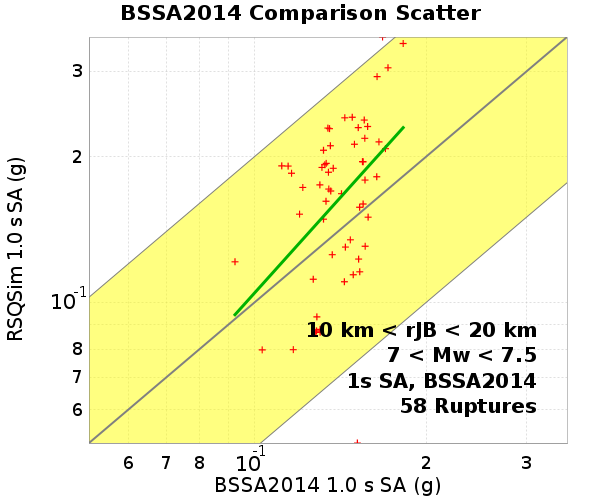 BSSA2014 Comparison Scatter
RSQSim 1.0 s SA (g)
3
2
10⁻¹
8
7
6
10 km < rJB < 20 km
7 < Mw < 7.5
1s SA, BSSA2014
58 Ruptures
6 7 8 10⁻¹ 2 3
BSSA2014 1.0 s SA (g)